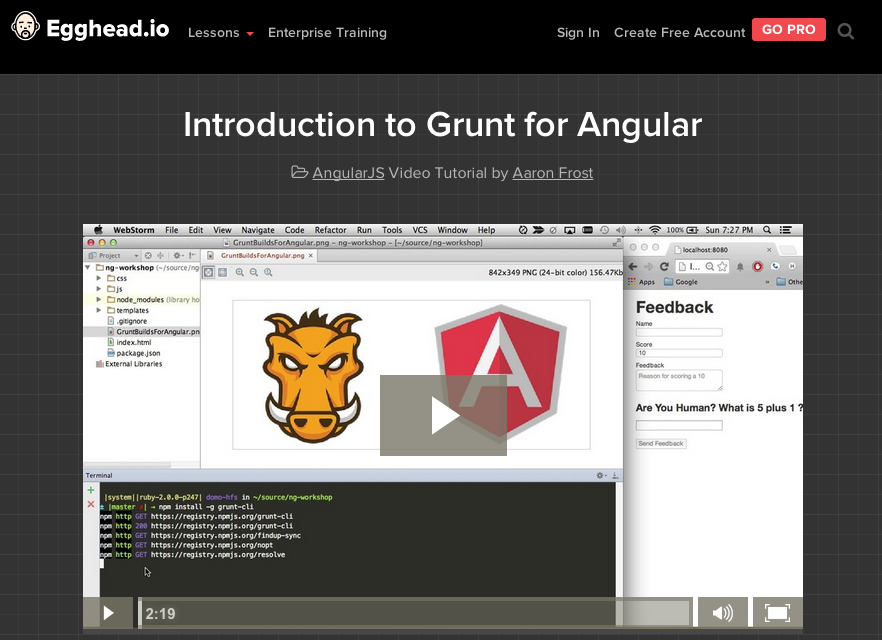 Egghead.io Lessons Enterprise Training Sign In Create Free Account GO PRO
Introduction to Grunt for Angular
AngularJS Video Tutorial by Aaron Frost
WebStorm File Edit View Navigate Code Refactor Run Tools VCS Window Help 100% Sun 7:27 PM
GruntBuildsForAngular.png – ng-workshop – [~/source/ng-workshop]
localhost:8080
Project
GruntBuildsForAngular.png
842x349 PNG (24-bit color) 156.47Kb
Apps Google Othe
ng-workshop (~/source/ng
css
js
node_modules (library ho
templates
.gitignore
GruntBuildsForAngular.pn
index.html
package.json
External Libraries
Feedback
Name
Score
10
Feedback
Reason for scoring a 10
Are You Human? What is 5 plus 1 ?
Send Feedback
Terminal
|system||ruby-2.0.0-p247| domo-hfs in ~/source/ng-workshop
|master ⚡| → npm install -g grunt-cli
npm http GET https://registry.npmjs.org/grunt-cli
npm http 200 https://registry.npmjs.org/grunt-cli
npm http GET https://registry.npmjs.org/findup-sync
npm http GET https://registry.npmjs.org/nopt
npm http GET https://registry.npmjs.org/resolve
2:19